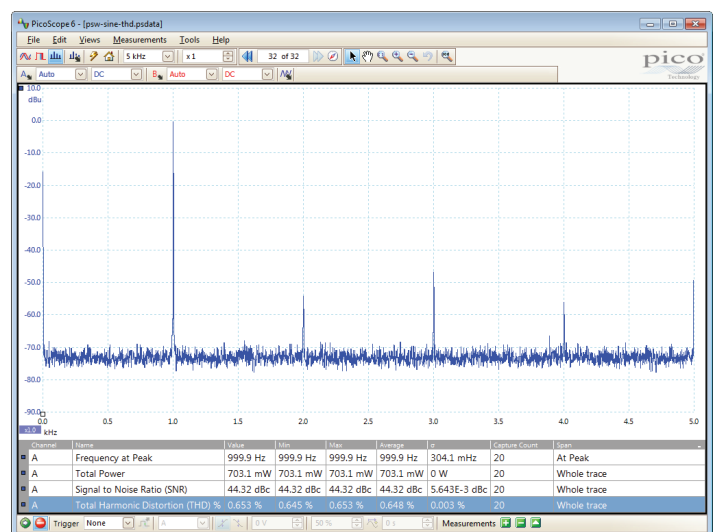 PicoScope 6 - [psw-sine-thd.psdata]
File Edit Views Measurements Tools Help
5 kHz x 1 32 of 32
pico
Technology
A Auto DC B Auto DC
10.0
dBu
0.0
-10.0
-20.0
-30.0
-40.0
-50.0
-60.0
-70.0
-80.0
-90.0
0.0 0.5 1.0 1.5 2.0 2.5 3.0 3.5 4.0 4.5 5.0
x1.0 kHz
Channel Name Value Min Max Average σ Capture Count Span
A Frequency at Peak 999.9 Hz 999.9 Hz 999.9 Hz 999.9 Hz 304.1 mHz 20 At Peak
A Total Power 703.1 mW 703.1 mW 703.1 mW 703.1 mW 0 W 20 Whole trace
A Signal to Noise Ratio (SNR) 44.32 dBc 44.32 dBc 44.32 dBc 44.32 dBc 5.643E-3 dBc 20 Whole trace
A Total Harmonic Distortion (THD) % 0.653 % 0.645 % 0.653 % 0.648 % 0.003 % 20 Whole trace
Trigger None A 0 V 50 % 0 s Measurements